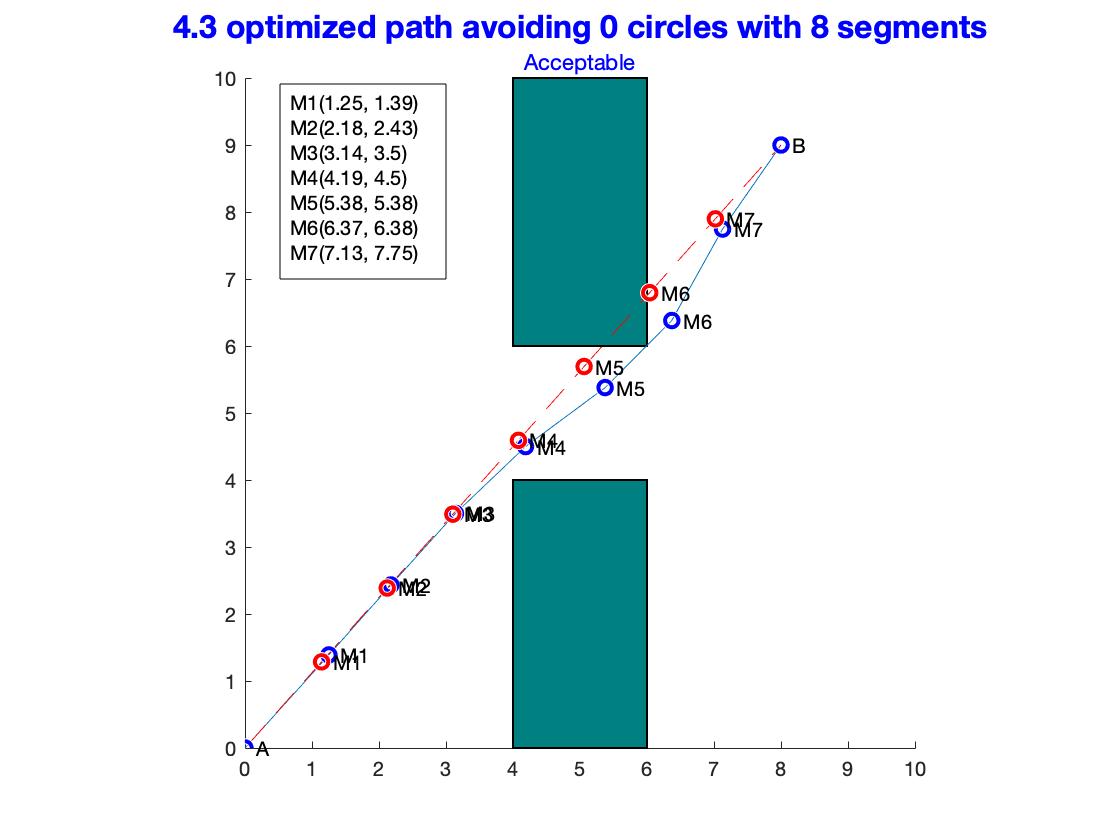 4.3 optimized path avoiding 0 circles with 8 segments
Acceptable
10
9
8
7
6
5
4
3
2
1
0
M1(1.25, 1.39)
M2(2.18, 2.43)
M3(3.14, 3.5)
M4(4.19, 4.5)
M5(5.38, 5.38)
M6(6.37, 6.38)
M7(7.13, 7.75)
B
M7
M7
M6
M6
M5
M5
M4
M4
M3
M3
M2
M2
M1
M1
A
0 1 2 3 4 5 6 7 8 9 10